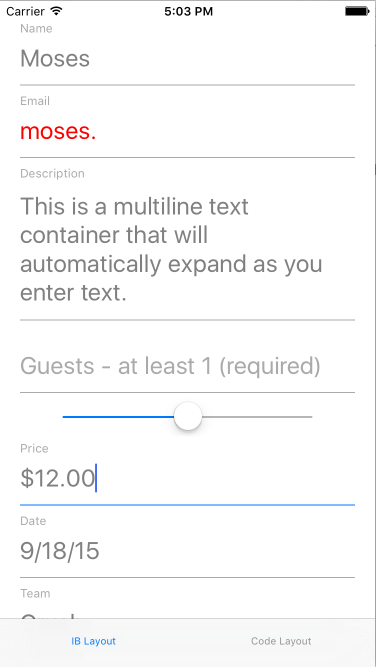 Carrier 5:03 PM
Name
Moses
Email
moses.
Description
This is a multiline text
container that will
automatically expand as you
enter text.
Guests - at least 1 (required)
Price
$12.00
Date
9/18/15
Team
IB Layout Code Layout